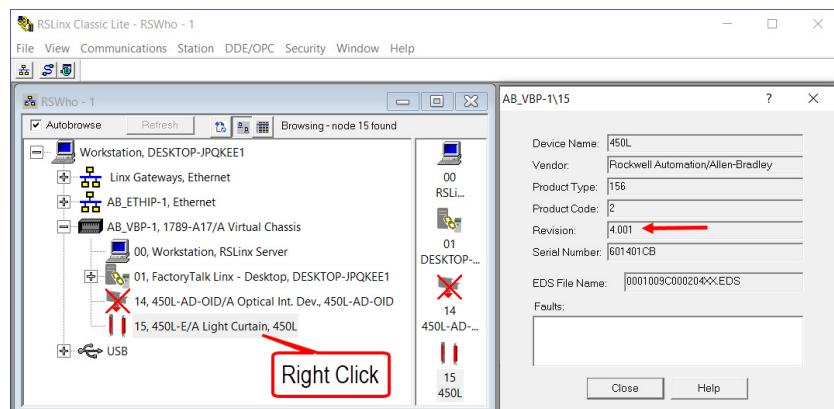 RSLinx Classic Lite - RSWho - 1
File View Communications Station DDE/OPC Security Window Help
RSWho - 1
Autobrowse Refresh Browsing - node 15 found
Workstation, DESKTOP-JPQKEE1
Linx Gateways, Ethernet
AB_ETHIP-1, Ethernet
AB_VBP-1, 1789-A17/A Virtual Chassis
00, Workstation, RSLinx Server
01, FactoryTalk Linx - Desktop, DESKTOP-JPQKEE1
14, 450L-AD-OID/A Optical Int. Dev., 450L-AD-OID
15, 450L-E/A Light Curtain, 450L
USB
Right Click
00
RSLi...
01
DESKTOP-...
14
450L-AD-...
15
450L
AB_VBP-1\15 ?
Device Name: 450L
Vendor: Rockwell Automation/Allen-Bradley
Product Type: 156
Product Code: 2
Revision: 4.001
Serial Number: 601401CB
EDS File Name: 0001009C000204XX.EDS
Faults:
Close Help